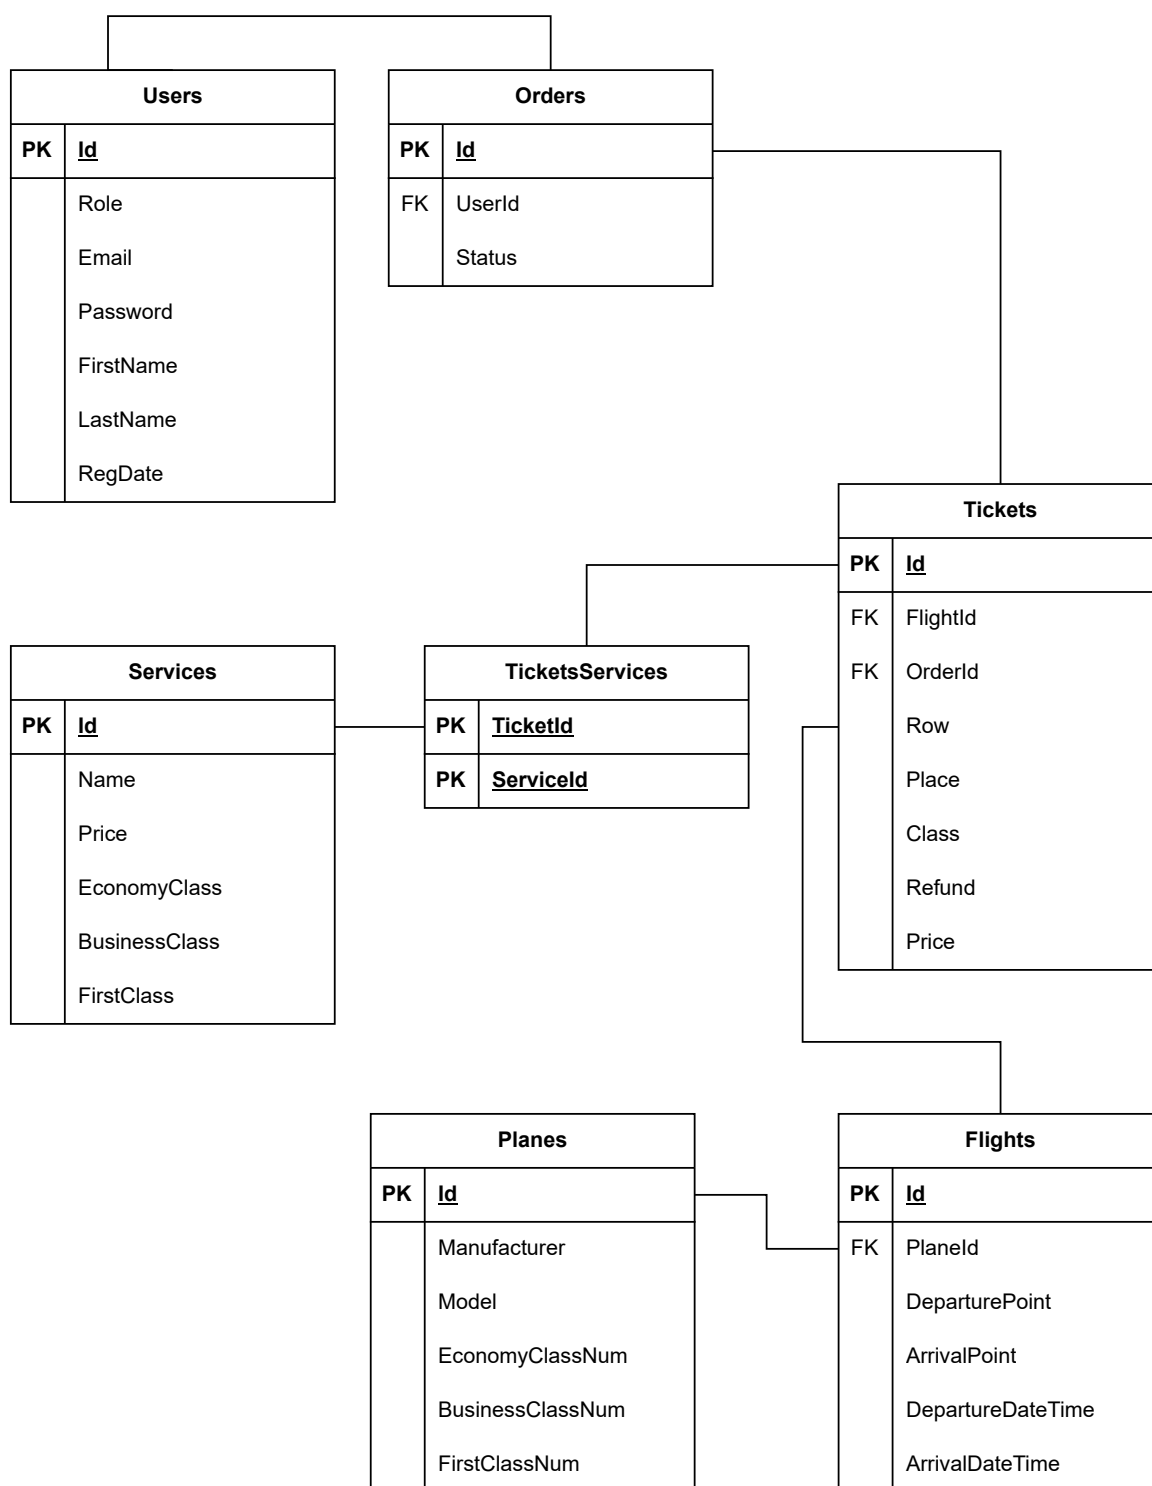 Users
PK Id
Role
Email
Password
FirstName
LastName
RegDate
Orders
PK Id
FK UserId
Status
Tickets
PK Id
FK FlightId
FK OrderId
Row
Place
Class
Refund
Price
Services
PK Id
Name
Price
EconomyClass
BusinessClass
FirstClass
TicketsServices
PK TicketId
PK ServiceId
Planes
PK Id
Manufacturer
Model
EconomyClassNum
BusinessClassNum
FirstClassNum
Flights
PK Id
FK PlaneId
DeparturePoint
ArrivalPoint
DepartureDateTime
ArrivalDateTime